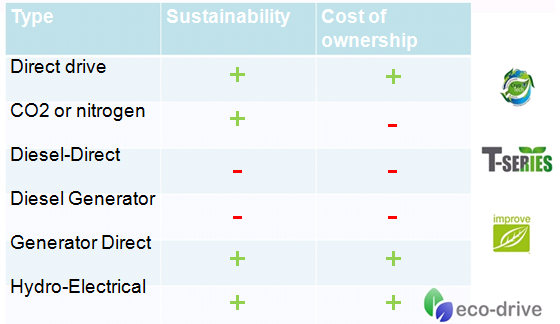 Type Sustainability Cost of
ownership
Direct drive + +
CO2 or nitrogen + -
Diesel-Direct - -
Diesel Generator - -
Generator Direct + +
Hydro-Electrical + +
T-SERIES
improve
eco-drive